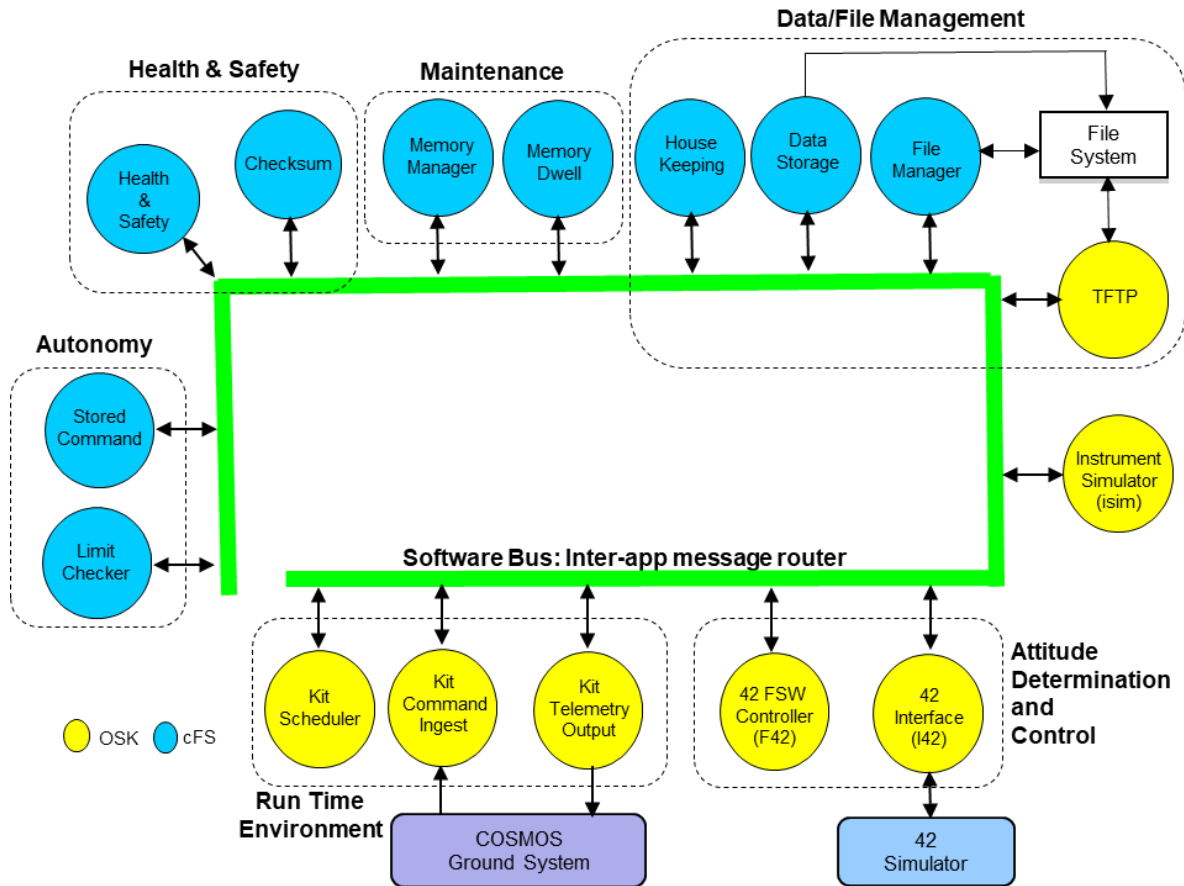 Data/File Management
Health & Safety
Maintenance
Health
&
Safety
Checksum
Memory
Manager
Memory
Dwell
House
Keeping
Data
Storage
File
Manager
File
System
TFTP
Autonomy
Stored
Command
Limit
Checker
Instrument
Simulator
(isim)
Software Bus: Inter-app message router
Kit
Scheduler
Kit
Command
Ingest
Kit
Telemetry
Output
42 FSW
Controller
(F42)
42
Interface
(I42)
Attitude
Determination
and
Control
OSK
cFS
Run Time
Environment
COSMOS
Ground System
42
Simulator